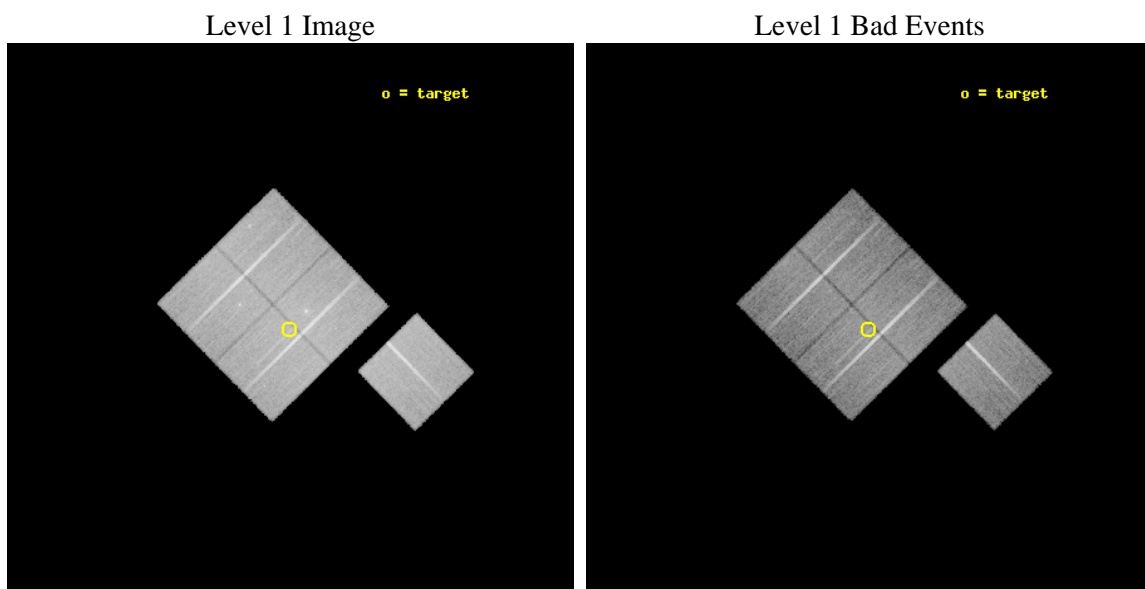 Level 1 Image
Level 1 Bad Events
o = target
o = target